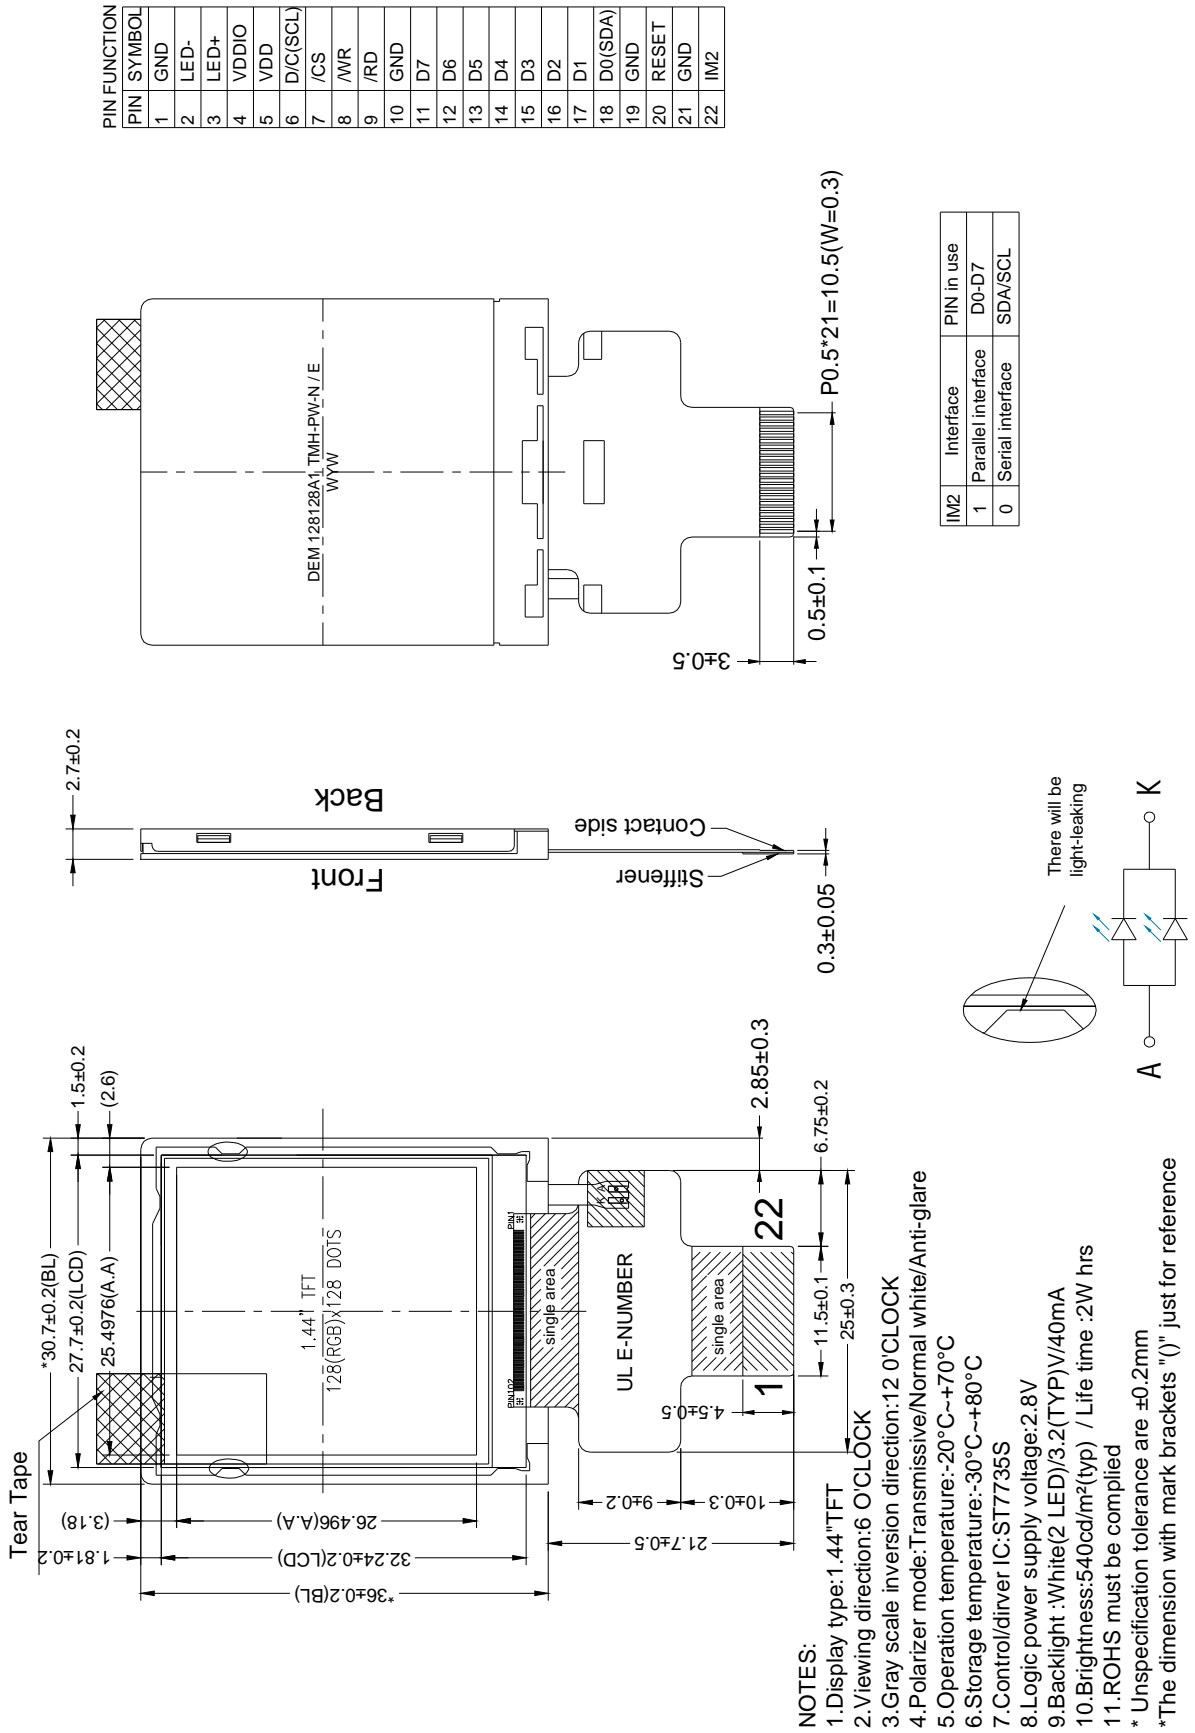 Tear Tape
*30.7±0.2(BL)
27.7±0.2(LCD)
25.4976(A.A)
1.5±0.2
(2.6)
(3.18)
1.81±0.2
26.496(A.A)
32.24±0.2(LCD)
*36±0.2(BL)
1.44" TFT
128(RGB)x128 DOTS
PIN102
PIN1
single area
UL E-NUMBER
K A
single area
1
22
9±0.2
10±0.3
21.7±0.5
4.5±0.5
2.85±0.3
6.75±0.2
11.5±0.1
25±0.3
2.7±0.2
Front
Back
Stiffener
Contact side
0.3±0.05
DEM 128128A1 TMH-PW-N / E
WYW
3±0.5
0.5±0.1
P0.5*21=10.5(W=0.3)
PIN FUNCTION
PIN SYMBOL
1 GND
2 LED-
3 LED+
4 VDDIO
5 VDD
6 D/C(SCL)
7 /CS
8 /WR
9 /RD
10 GND
11 D7
12 D6
13 D5
14 D4
15 D3
16 D2
17 D1
18 D0(SDA)
19 GND
20 RESET
21 GND
22 IM2
IM2 Interface PIN in use
1 Parallel interface D0-D7
0 Serial interface SDA/SCL
There will be
light-leaking
A
K
NOTES:
1.Display type:1.44"TFT
2.Viewing direction:6 O'CLOCK
3.Gray scale inversion direction:12 0'CLOCK
4.Polarizer mode:Transmissive/Normal white/Anti-glare
5.Operation temperature:-20°C~+70°C
6.Storage temperature:-30°C~+80°C
7.Control/dirver IC:ST7735S
8.Logic power supply voltage:2.8V
9.Backlight :White(2 LED)/3.2(TYP)V/40mA
10.Brightness:540cd/m²(typ) / Life time :2W hrs
11.ROHS must be complied
* Unspecification tolerance are ±0.2mm
*The dimension with mark brackets "()" just for reference